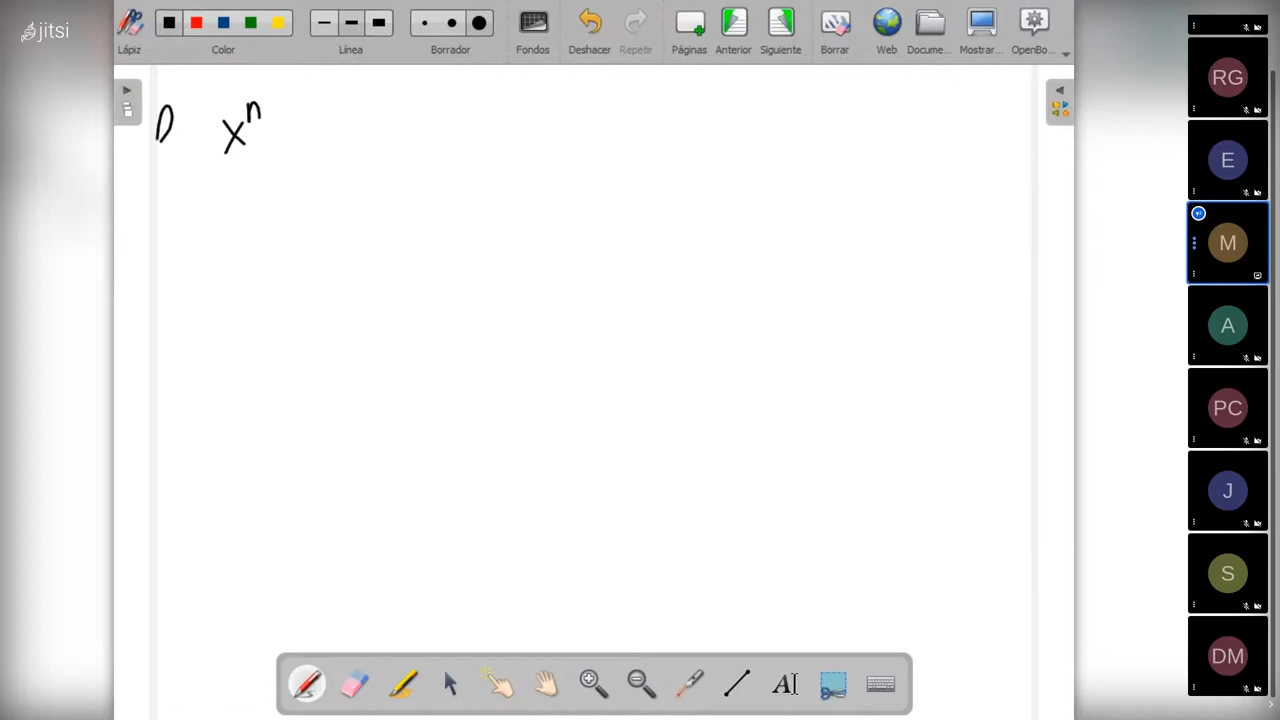 jitsi
Lápiz Color Línea Borrador Fondos Deshacer Repetir Páginas Anterior Siguiente Borrar Web Docume... Mostrar... OpenBo...
D xⁿ
RG
E
M
A
PC
J
S
DM